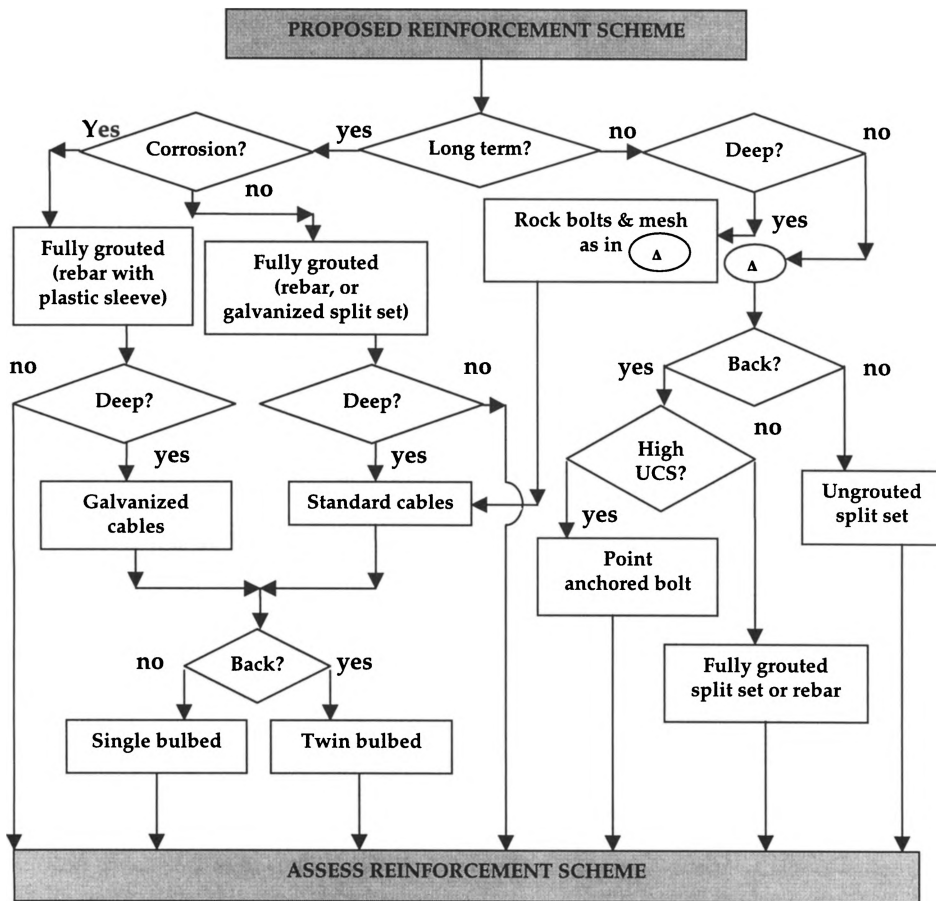 PROPOSED REINFORCEMENT SCHEME
Yes
Corrosion?
yes
Long term?
no
Deep?
no
no
yes
Rock bolts & mesh
as in Δ
Δ
Fully grouted
(rebar with
plastic sleeve)
Fully grouted
(rebar, or
galvanized split set)
no
Deep?
yes
Deep?
no
yes
yes
Back?
no
High
UCS?
no
yes
Galvanized
cables
Standard cables
Point
anchored bolt
Ungrouted
split set
no
Back?
yes
Fully grouted
split set or rebar
Single bulbed
Twin bulbed
ASSESS REINFORCEMENT SCHEME